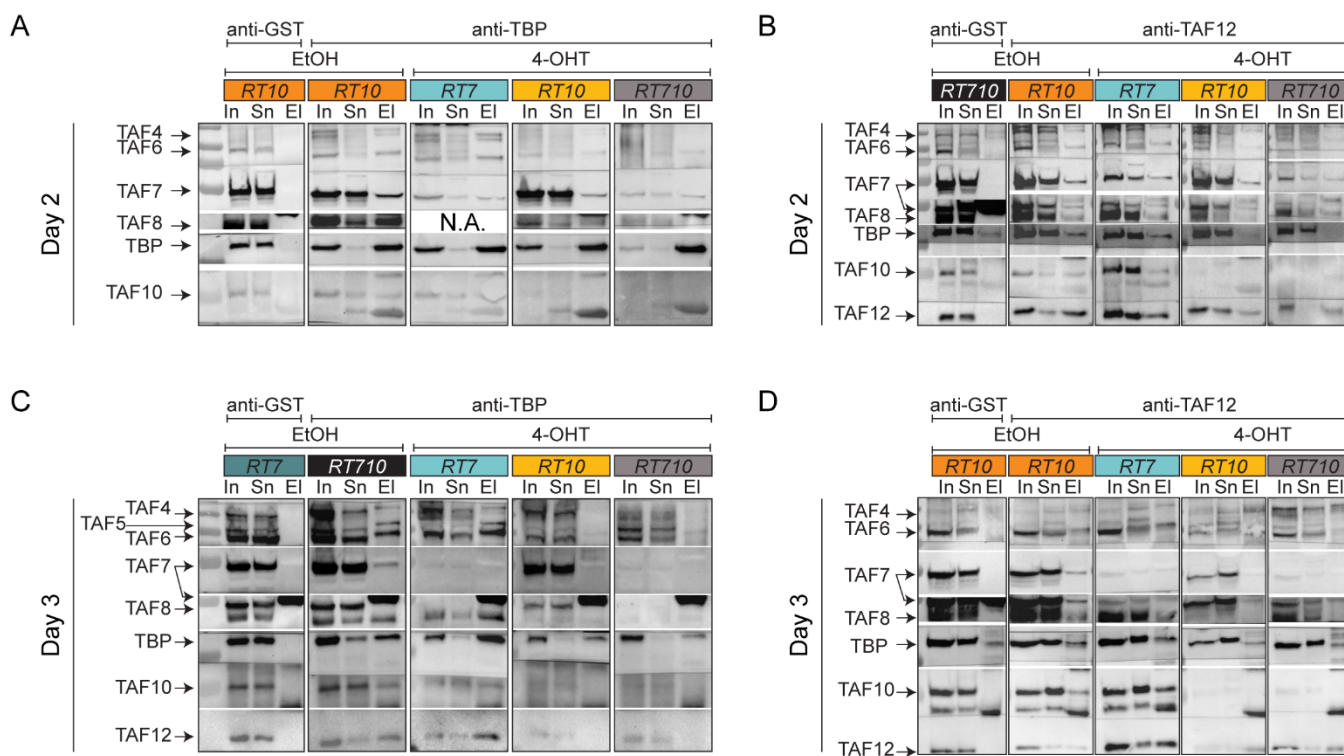 A
anti-GST anti-TBP
EtOH 4-OHT
RT10 RT10 RT7 RT10 RT710
In Sn El In Sn El In Sn El In Sn El In Sn El
TAF4
TAF6
TAF7
TAF8 N.A.
TBP
TAF10
Day 2
B
anti-GST anti-TAF12
EtOH 4-OHT
RT710 RT10 RT7 RT10 RT710
In Sn El In Sn El In Sn El In Sn El In Sn El
TAF4
TAF6
TAF7
TAF8
TBP
TAF10
TAF12
Day 2
C
anti-GST anti-TBP
EtOH 4-OHT
RT7 RT710 RT7 RT10 RT710
In Sn El In Sn El In Sn El In Sn El In Sn El
TAF4
TAF5
TAF6
TAF7
TAF8
TBP
TAF10
TAF12
Day 3
D
anti-GST anti-TAF12
EtOH 4-OHT
RT10 RT10 RT7 RT10 RT710
In Sn El In Sn El In Sn El In Sn El In Sn El
TAF4
TAF6
TAF7
TAF8
TBP
TAF10
TAF12
Day 3